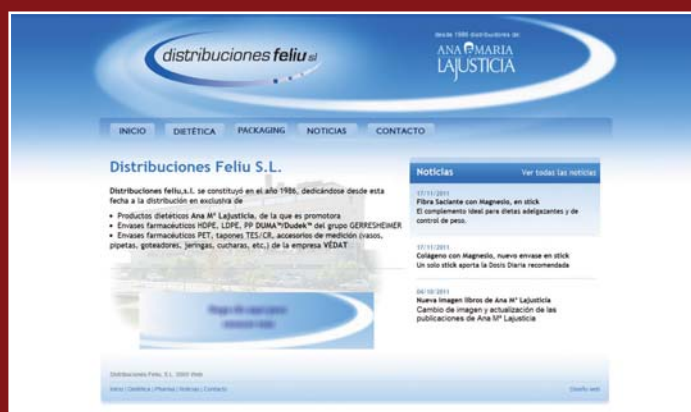 distribuciones feliu sl
desde 1986 distribuidores de:
ANA MARIA
LAJUSTICIA
INICIO DIETÉTICA PACKAGING NOTICIAS CONTACTO
Distribuciones Feliu S.L.
Distribuciones feliu,s.l. se constituyó en el año 1986, dedicándose desde esta
fecha a la distribución en exclusiva de
• Productos dietéticos Ana Mª Lajusticia, de la que es promotora
• Envases farmacéuticos HDPE, LDPE, PP DUMA™/Dudek™ del grupo GERRESHEIMER
• Envases farmacéuticos PET, tapones TES/CR, accesorios de medición (vasos,
pipetas, goteadores, jeringas, cucharas, etc.) de la empresa VÉDAT
Noticias Ver todas las noticias
17/11/2011
Fibra Saciante con Magnesio, en stick
El complemento ideal para dietas adelgazantes y de
control de peso.
17/11/2011
Colágeno con Magnesio, nuevo envase en stick
Un solo stick aporta la Dosis Diaria recomendada
04/10/2011
Nueva imagen libros de Ana Mª Lajusticia
Cambio de imagen y actualización de las
publicaciones de Ana Mª Lajusticia
Distribuciones Feliu, S.L. 2009 Web
Inicio | Dietética | Pharma | Noticias | Contacto
Diseño web